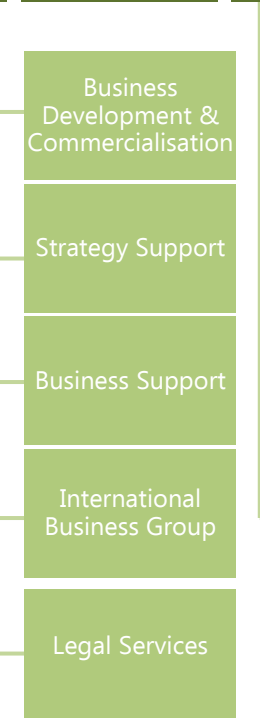 Business
Development &
Commercialisation
Strategy Support
Business Support
International
Business Group
Legal Services